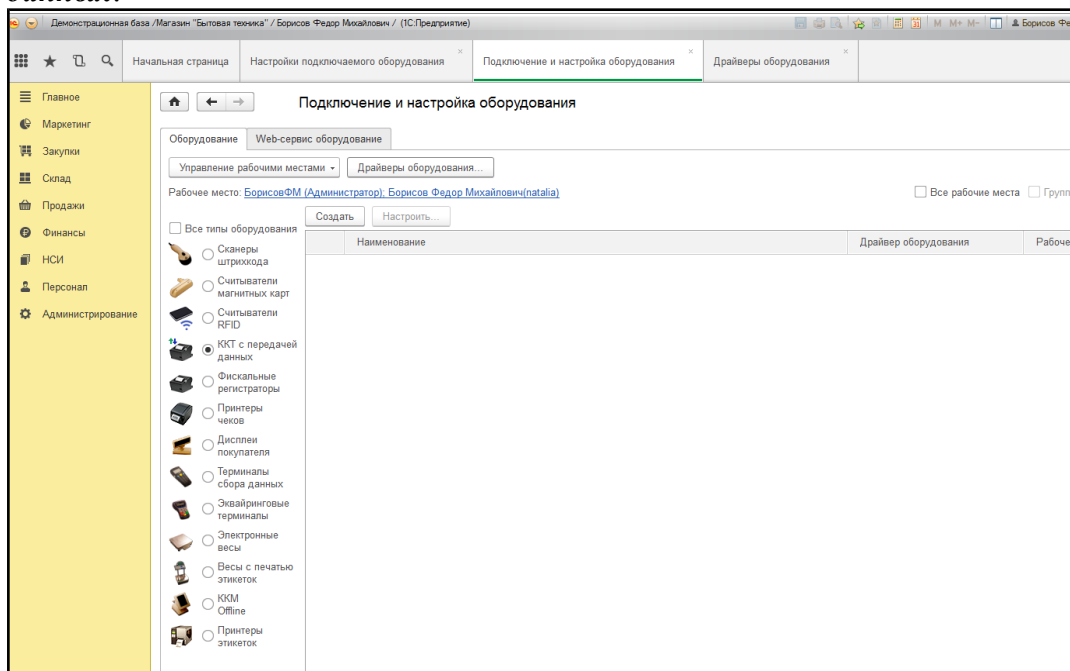 Демонстрационная база /Магазин "Бытовая техника" / Борисов Федор Михайлович / (1С:Предприятие)
M M+ M-
Борисов Фе
Начальная страница
Настройки подключаемого оборудования
Подключение и настройка оборудования
Драйверы оборудования
Главное
Маркетинг
Закупки
Склад
Продажи
Финансы
НСИ
Персонал
Администрирование
Подключение и настройка оборудования
Оборудование
Web-сервис оборудование
Управление рабочими местами
Драйверы оборудования...
Рабочее место: БорисовФМ (Администратор); Борисов Федор Михайлович(natalia)
Все рабочие места
Групп
Создать
Настроить...
Наименование
Драйвер оборудования
Рабоче
Все типы оборудования
Сканеры
штрихкода
Считыватели
магнитных карт
Считыватели
RFID
ККТ с передачей
данных
Фискальные
регистраторы
Принтеры
чеков
Дисплеи
покупателя
Терминалы
сбора данных
Эквайринговые
терминалы
Электронные
весы
Весы с печатью
этикеток
ККМ
Offline
Принтеры
этикеток